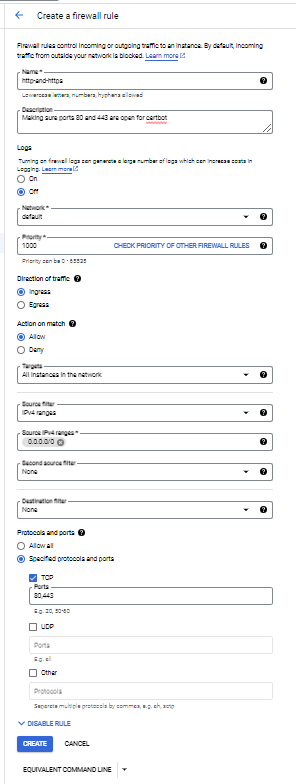 Create a firewall rule
Firewall rules control incoming or outgoing traffic to an instance. By default, incoming
traffic from outside your network is blocked. Learn more
Name *
http-and-https
Lowercase letters, numbers, hyphens allowed
Description
Making sure ports 80 and 443 are open for certbot
Logs
Turning on firewall logs can generate a large number of logs which can increase costs in
Logging. Learn more
On
Off
Network *
default
Priority *
1000
CHECK PRIORITY OF OTHER FIREWALL RULES
Priority can be 0 - 65535
Direction of traffic
Ingress
Egress
Action on match
Allow
Deny
Targets
All instances in the network
Source filter
IPv4 ranges
Source IPv4 ranges *
0.0.0.0/0
Second source filter
None
Destination filter
None
Protocols and ports
Allow all
Specified protocols and ports
TCP
Ports
80,443
E.g. 20, 50-60
UDP
Ports
E.g. all
Other
Protocols
Separate multiple protocols by commas, e.g. ah, sctp
DISABLE RULE
CREATE
CANCEL
EQUIVALENT COMMAND LINE